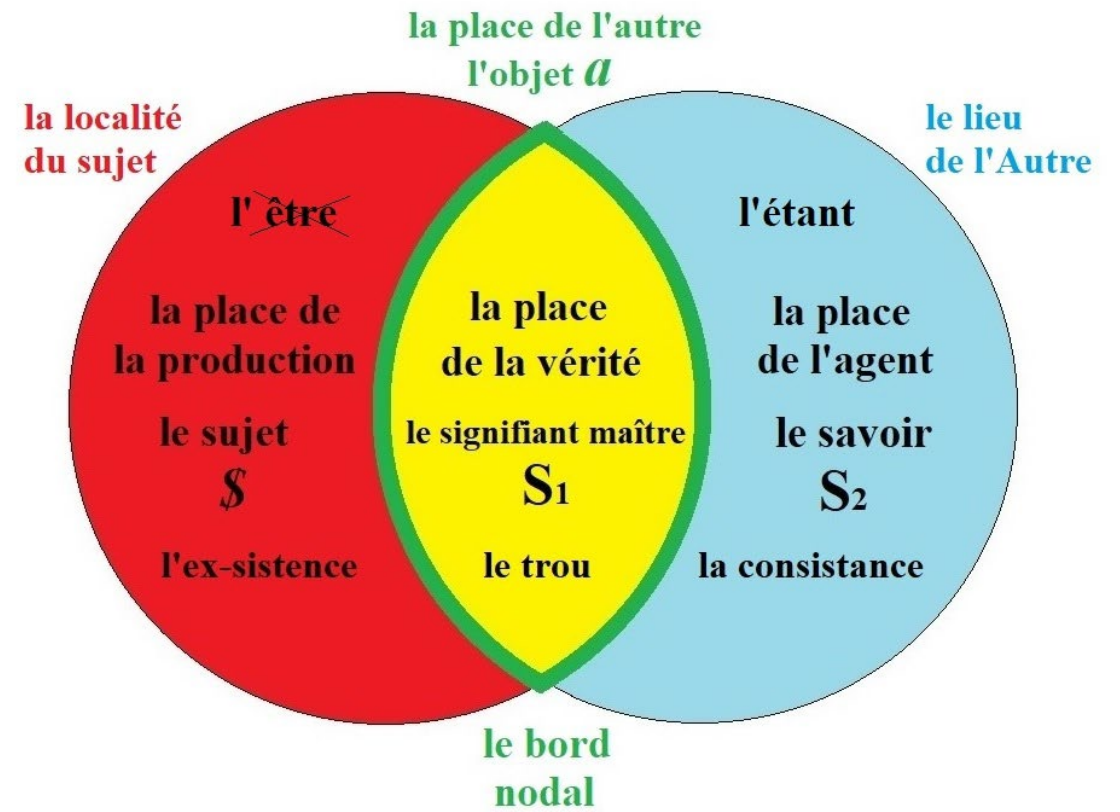 la place de l'autre
l'objet a
la localité
du sujet
le lieu
de l'Autre
l' être
l'étant
la place de
la production
la place
de la vérité
la place
de l'agent
le sujet
$
le signifiant maître
S1
le savoir
S2
l'ex-sistence
le trou
la consistance
le bord
nodal